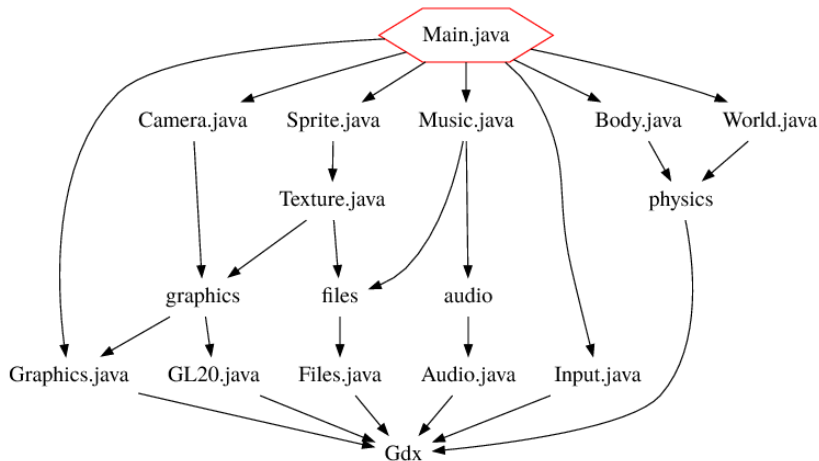 Main.java
Camera.java
Sprite.java
Music.java
Body.java
World.java
Texture.java
physics
graphics
files
audio
Graphics.java
GL20.java
Files.java
Audio.java
Input.java
Gdx